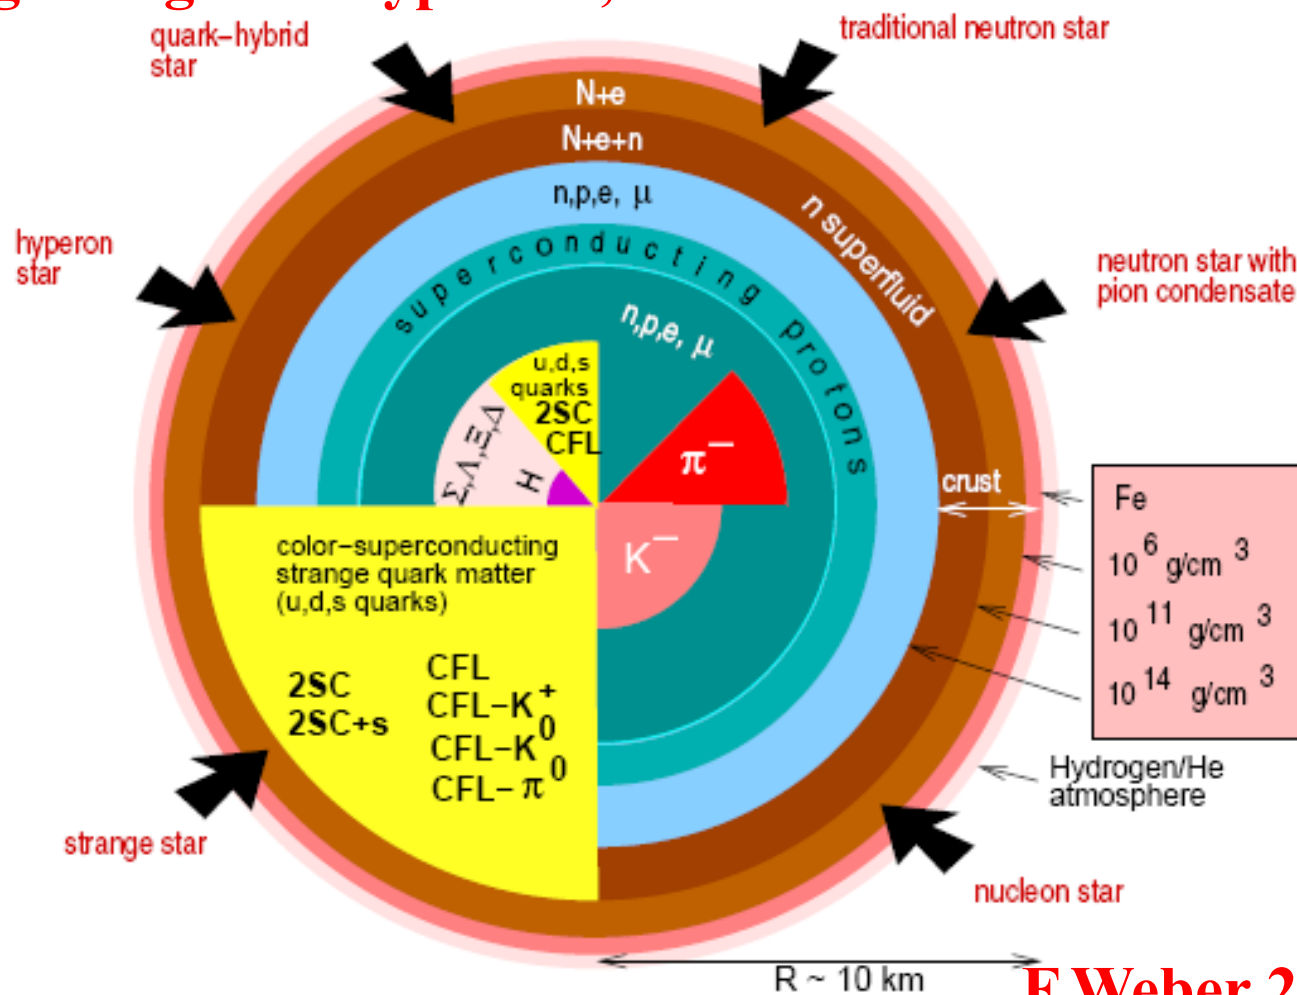 quark–hybrid
star
traditional neutron star
N+e
N+e+n
n,p,e, μ
n superfluid
hyperon
star
neutron star with
pion condensate
superconducting protons
n,p,e, μ
u,d,s
quarks
2SC
CFL
Σ,Λ,Ξ,Δ
H
π⁻
K⁻
crust
Fe
10⁶ g/cm³
10¹¹ g/cm³
10¹⁴ g/cm³
color–superconducting
strange quark matter
(u,d,s quarks)
2SC
2SC+s
CFL
CFL–K⁺
CFL–K⁰
CFL–π⁰
Hydrogen/He
atmosphere
strange star
nucleon star
R ~ 10 km
F.Weber 2